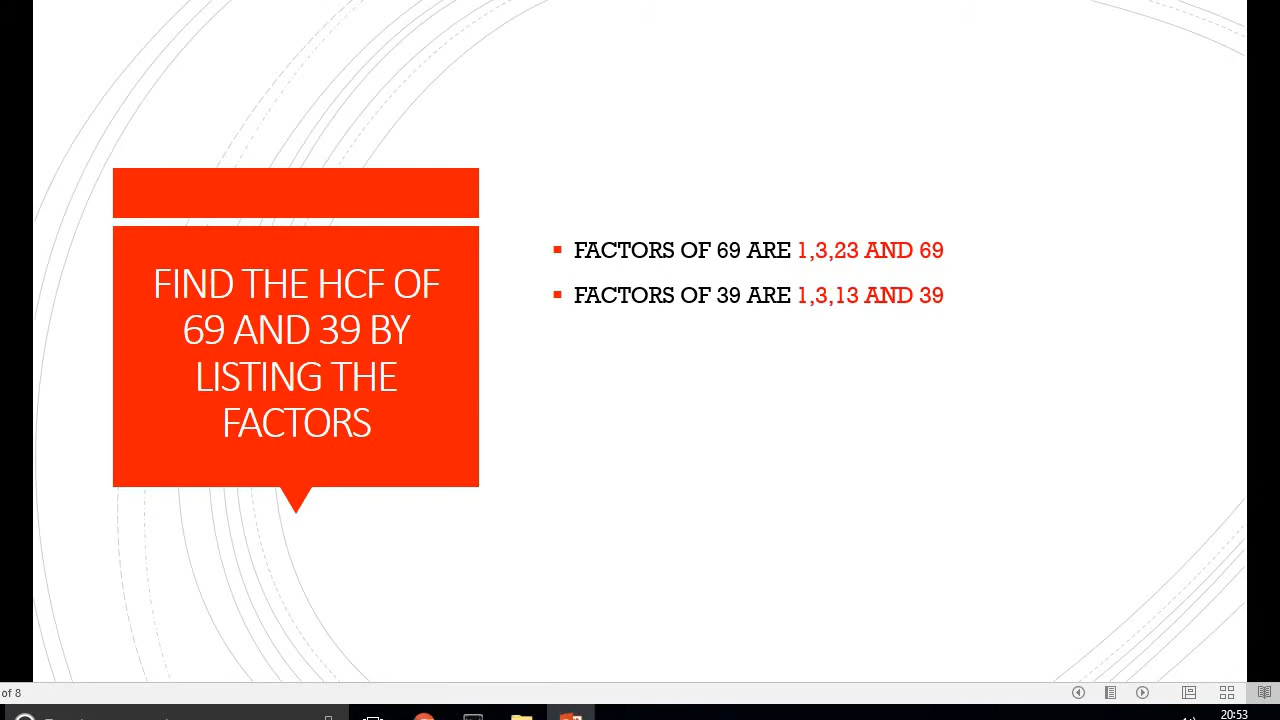 FIND THE HCF OF
69 AND 39 BY
LISTING THE
FACTORS
FACTORS OF 69 ARE 1,3,23 AND 69
FACTORS OF 39 ARE 1,3,13 AND 39
of 8
20:53